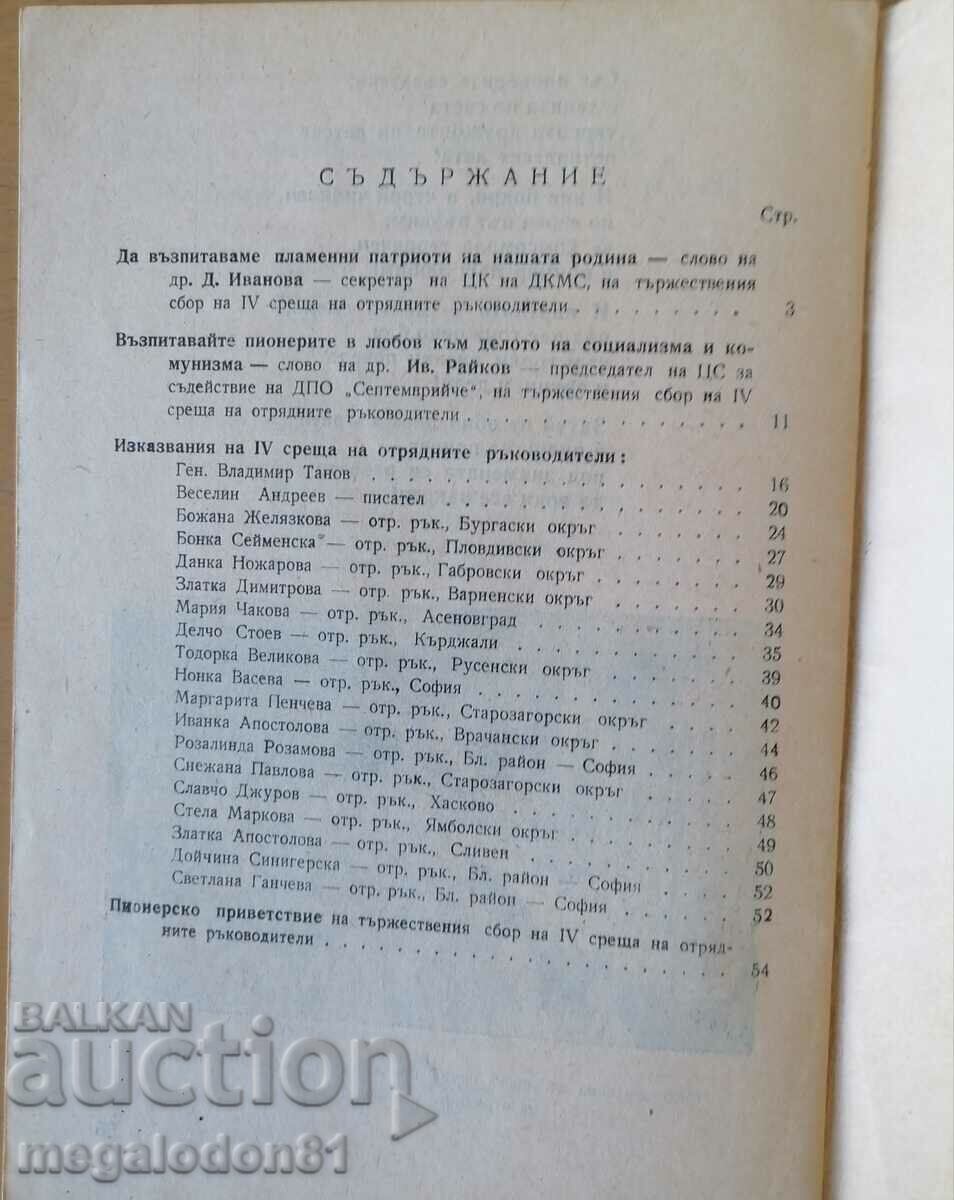 СЪДЪРЖАНИЕ
Стр.
Да възпитаваме пламенни патриоти на нашата родина — слово на
др. Д. Иванова — секретар на ЦК на ДКМС, на тържествения
сбор на IV среща на отрядните ръководители . . . . . . . . 3
Възпитавайте пионерите в любов към делото на социализма и ко-
мунизма — слово на др. Ив. Райков — председател на ЦС за
съдействие на ДПО „Септемврийче", на тържествения сбор на IV
среща на отрядните ръководители . . . . . . . . . . . . . . 11
Изказвания на IV среща на отрядните ръководители :
Ген. Владимир Танов . . . . . . . . . . . . . . . . . . 16
Веселин Андреев — писател . . . . . . . . . . . . . 20
Божана Желязкова — отр. рък., Бургаски окръг . . . . . . 24
Бонка Сейменска — отр. рък., Пловдивски окръг . . . . . . 27
Данка Ножарова — отр. рък., Габровски окръг . . . . . . . 29
Златка Димитрова — отр. рък., Варненски окръг . . . . . . 30
Мария Чакова — отр. рък., Асеновград . . . . . . . . . . 34
Делчо Стоев — отр. рък., Кърджали . . . . . . . . . . . 35
Тодорка Великова — отр. рък., Русенски окръг . . . . . . 39
Нонка Васева — отр. рък., София . . . . . . . . . . . . 40
Маргарита Пенчева — отр. рък., Старозагорски окръг . . . . 42
Иванка Апостолова — отр. рък., Врачански окръг . . . . . . 44
Розалинда Розамова — отр. рък., Бл. район — София . . . . . 46
Снежана Павлова — отр. рък., Старозагорски окръг . . . . . 47
Славчо Джуров — отр. рък., Хасково . . . . . . . . . . . 48
Стела Маркова — отр. рък., Ямболски окръг . . . . . . . . 49
Златка Апостолова — отр. рък., Сливен . . . . . . . . . . 50
Дойчина Синигерска — отр. рък., Бл. район — София . . . . 52
Светлана Ганчева — отр. рък., Бл. район — София . . . . . . 52
Пионерско приветствие на тържествения сбор на IV среща на отряд-
ните ръководители . . . . . . . . . . . . . . . . . . . 54
BALKAN
auction
megalodon81